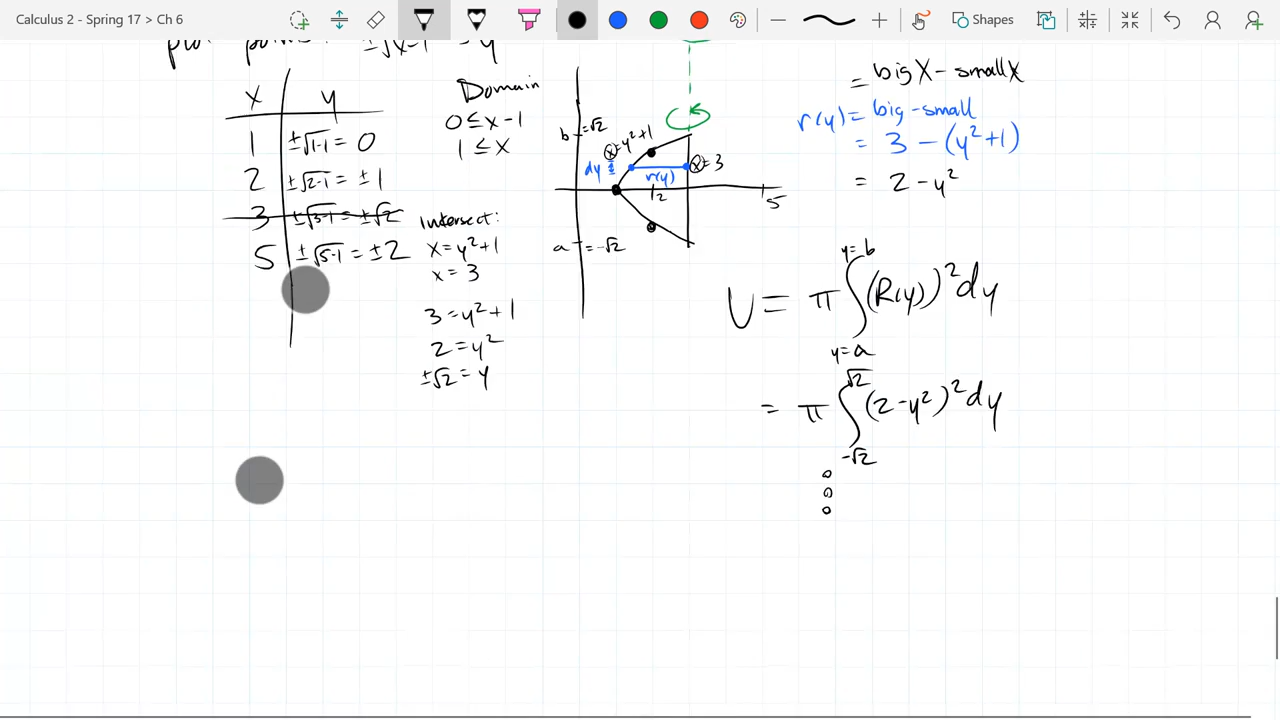 Calculus 2 - Spring 17 > Ch 6
Shapes
plot points: ±√x-1 = y
x y
1 ±√1-1 = 0
2 ±√2-1 = ±1
3 ±√3-1 = ±√2
5 ±√5-1 = ±2
Domain
0 ≤ x-1
1 ≤ x
intersect:
x = y²+1
x = 3
3 = y²+1
2 = y²
±√2 = y
b = √2
x = y²+1
dy
r(y)
x = 3
2
5
a = -√2
= big x - small x
r(y) = big - small
= 3 - (y²+1)
= 2 - y²
y=b
V = π ∫ (R(y))² dy
y=a
√2
= π ∫ (2-y²)² dy
-√2